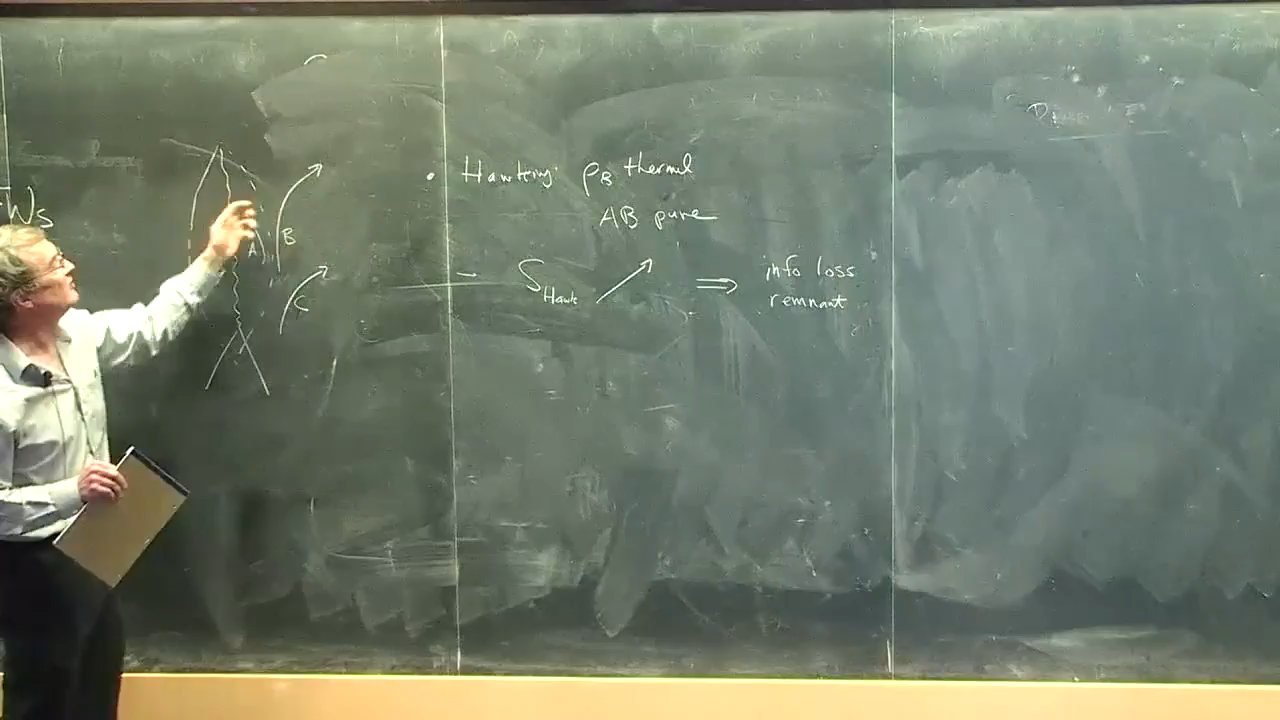 Ws
A
B
C
• Hawking: ρB thermal
AB pure
- SHawk ↗ ⇒ info loss
remnant